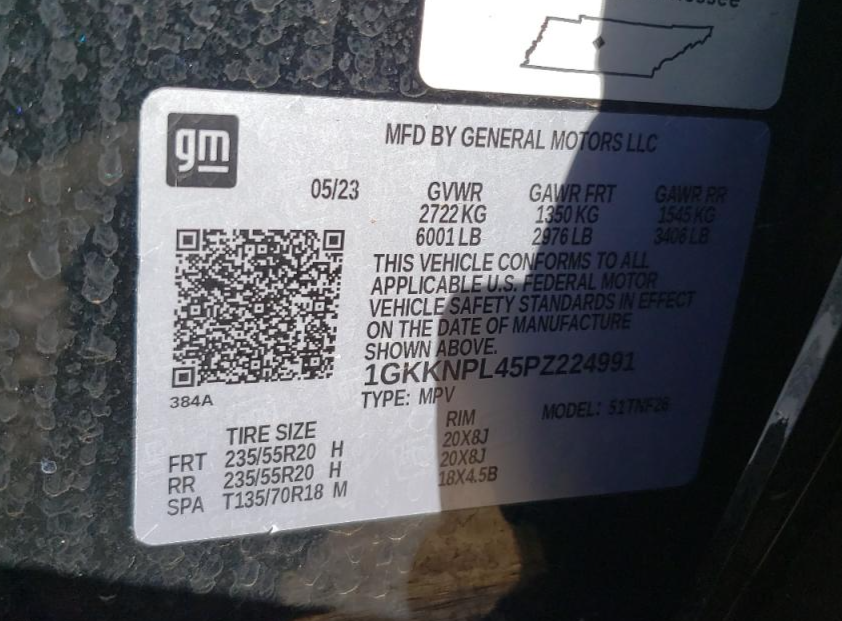 gm
MFD BY GENERAL MOTORS LLC
05/23 GVWR GAWR FRT GAWR RR
2722 KG 1350 KG 1545 KG
6001 LB 2976 LB 3406 LB
THIS VEHICLE CONFORMS TO ALL
APPLICABLE U.S. FEDERAL MOTOR
VEHICLE SAFETY STANDARDS IN EFFECT
ON THE DATE OF MANUFACTURE
SHOWN ABOVE.
1GKKNPL45PZ224991
384A
TYPE: MPV MODEL:
TIRE SIZE RIM
FRT 235/55R20 H 20X8J
RR 235/55R20 H 20X8J
SPA T135/70R18 M 18X4.5B